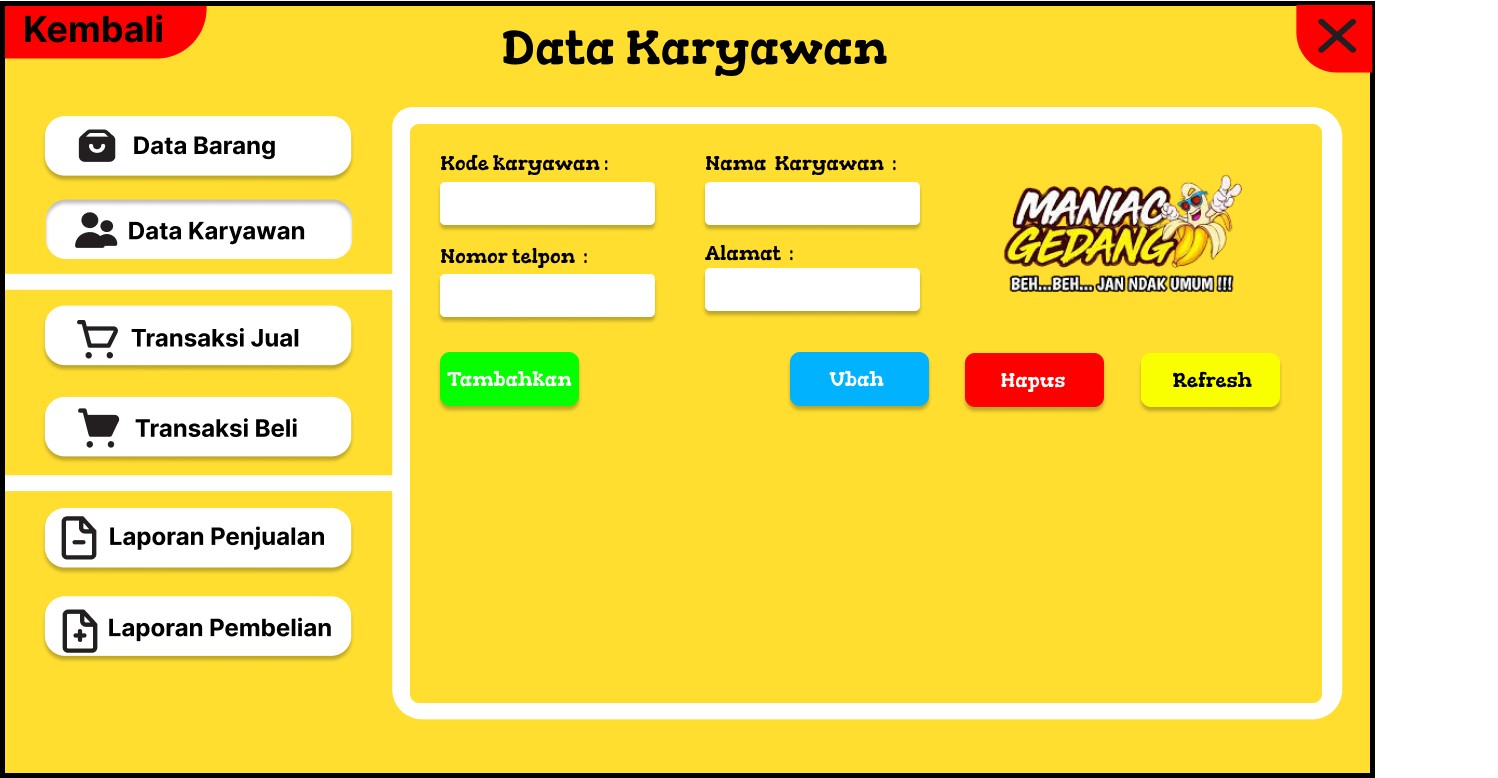 Kembali
Data Karyawan
Data Barang
Data Karyawan
Transaksi Jual
Transaksi Beli
Laporan Penjualan
Laporan Pembelian
Kode karyawan :
Nama Karyawan :
Nomor telpon :
Alamat :
MANIAC
GEDANG
BEH...BEH... JAN NDAK UMUM !!!
Tambahkan
Ubah
Hapus
Refresh